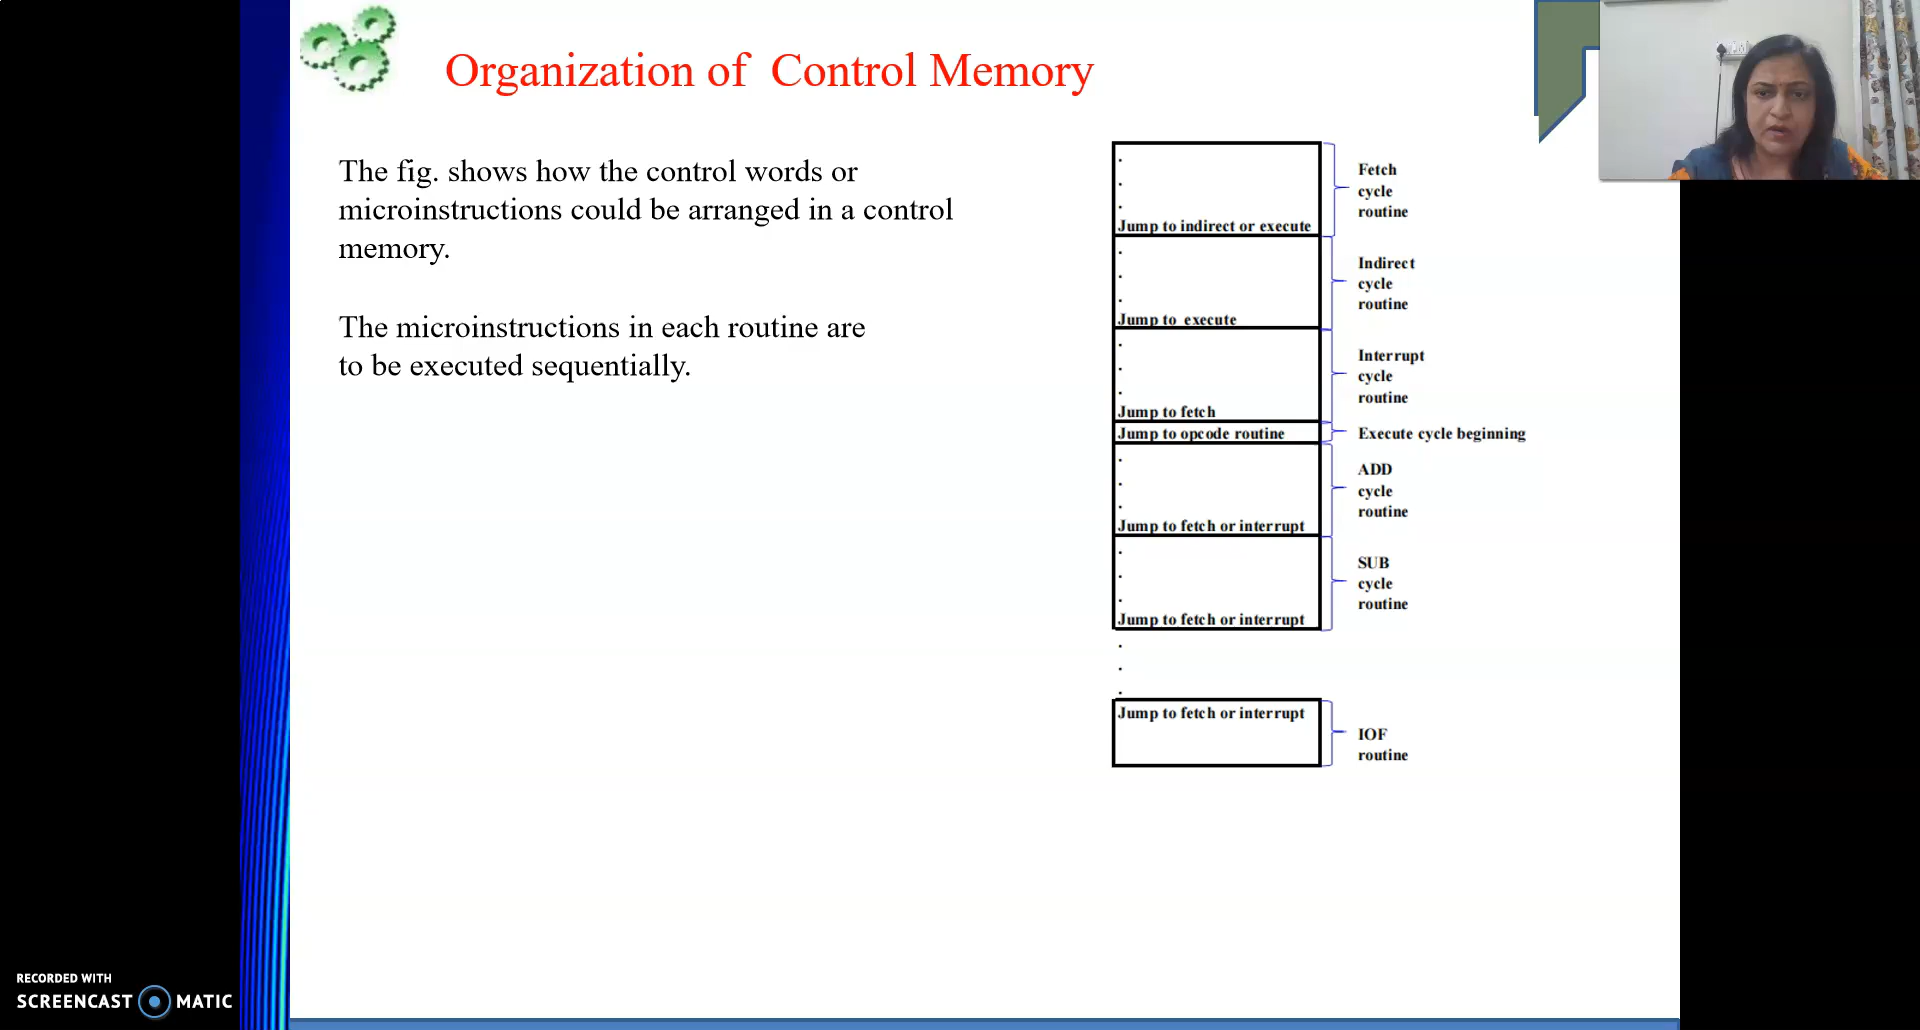 Organization of Control Memory
The fig. shows how the control words or
microinstructions could be arranged in a control
memory.
The microinstructions in each routine are
to be executed sequentially.
.
.
.
Jump to indirect or execute
Fetch
cycle
routine
.
.
.
Jump to execute
Indirect
cycle
routine
.
.
.
Jump to fetch
Interrupt
cycle
routine
Jump to opcode routine
Execute cycle beginning
.
.
.
Jump to fetch or interrupt
ADD
cycle
routine
.
.
.
Jump to fetch or interrupt
SUB
cycle
routine
.
.
.
Jump to fetch or interrupt
IOF
routine
RECORDED WITH
SCREENCAST MATIC